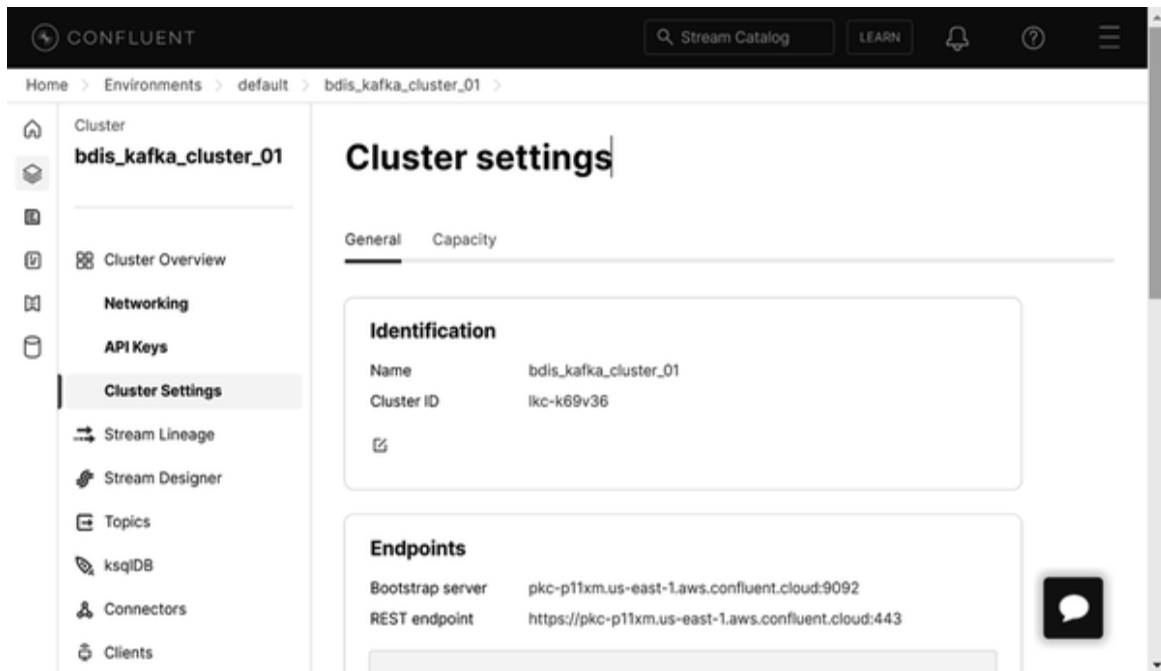 CONFLUENT
Stream Catalog
LEARN
Home > Environments > default > bdis_kafka_cluster_01 >
Cluster
bdis_kafka_cluster_01
Cluster Overview
Networking
API Keys
Cluster Settings
Stream Lineage
Stream Designer
Topics
ksqlDB
Connectors
Clients
Cluster settings
General Capacity
Identification
Name bdis_kafka_cluster_01
Cluster ID lkc-k69v36
Endpoints
Bootstrap server pkc-p11xm.us-east-1.aws.confluent.cloud:9092
REST endpoint https://pkc-p11xm.us-east-1.aws.confluent.cloud:443